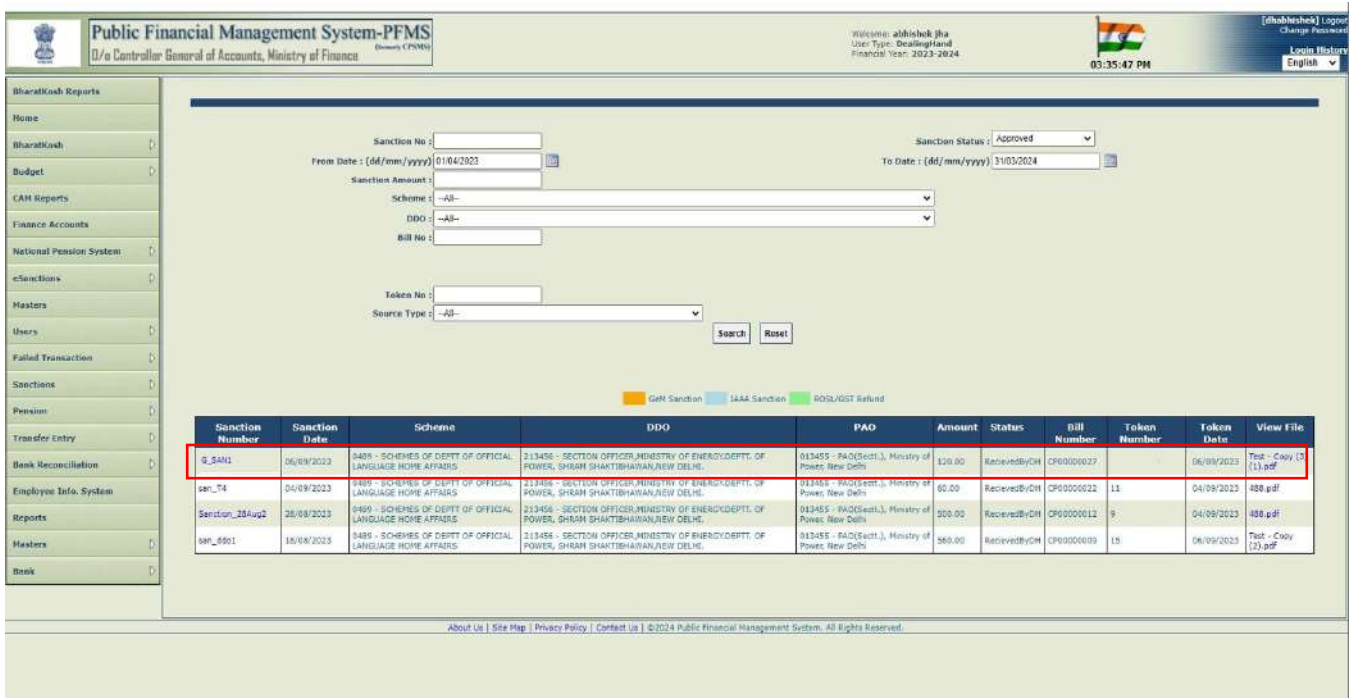 Public Financial Management System-PFMS
(formerly CPSMS)
O/o Controller General of Accounts, Ministry of Finance
Welcome: abhishek jha
User Type: DealingHand
Financial Year: 2023-2024
03:35:47 PM
[dhabhishek] Logout
Change Password
Login History
English
BharatKosh Reports
Home
BharatKosh
Budget
CAM Reports
Finance Accounts
National Pension System
eSanctions
Masters
Users
Failed Transaction
Sanctions
Pension
Transfer Entry
Bank Reconciliation
Employee Info. System
Reports
Masters
Bank
Sanction No :
Sanction Status : Approved
From Date : (dd/mm/yyyy) 01/04/2023
To Date : (dd/mm/yyyy) 31/03/2024
Sanction Amount :
Scheme : --All--
DDO : --All--
Bill No :
Token No :
Source Type : --All--
Search Reset
GeM Sanction IAAA Sanction ROSL/GST Refund
Sanction Number Sanction Date Scheme DDO PAO Amount Status Bill Number Token Number Token Date View File
G_SAN1 06/09/2023 0489 - SCHEMES OF DEPTT OF OFFICIAL LANGUAGE HOME AFFAIRS 213456 - SECTION OFFICER,MINISTRY OF ENERGY.DEPTT. OF POWER, SHRAM SHAKTIBHAWAN,NEW DELHI. 013455 - PAO(Sectt.), Ministry of Power, New Delhi 120.00 RecievedByDH CP00000027 06/09/2023 Test - Copy (3) (1).pdf
san_T4 04/09/2023 0489 - SCHEMES OF DEPTT OF OFFICIAL LANGUAGE HOME AFFAIRS 213456 - SECTION OFFICER,MINISTRY OF ENERGY.DEPTT. OF POWER, SHRAM SHAKTIBHAWAN,NEW DELHI. 013455 - PAO(Sectt.), Ministry of Power, New Delhi 60.00 RecievedByDH CP00000022 11 04/09/2023 488.pdf
Sanction_28Aug2 28/08/2023 0489 - SCHEMES OF DEPTT OF OFFICIAL LANGUAGE HOME AFFAIRS 213456 - SECTION OFFICER,MINISTRY OF ENERGY.DEPTT. OF POWER, SHRAM SHAKTIBHAWAN,NEW DELHI. 013455 - PAO(Sectt.), Ministry of Power, New Delhi 500.00 RecievedByDH CP00000012 9 04/09/2023 488.pdf
san_ddo1 18/08/2023 0489 - SCHEMES OF DEPTT OF OFFICIAL LANGUAGE HOME AFFAIRS 213456 - SECTION OFFICER,MINISTRY OF ENERGY.DEPTT. OF POWER, SHRAM SHAKTIBHAWAN,NEW DELHI. 013455 - PAO(Sectt.), Ministry of Power, New Delhi 560.00 RecievedByDH CP00000009 15 06/09/2023 Test - Copy (2).pdf
About Us | Site Map | Privacy Policy | Contact Us | ©2024 Public Financial Management System. All Rights Reserved.